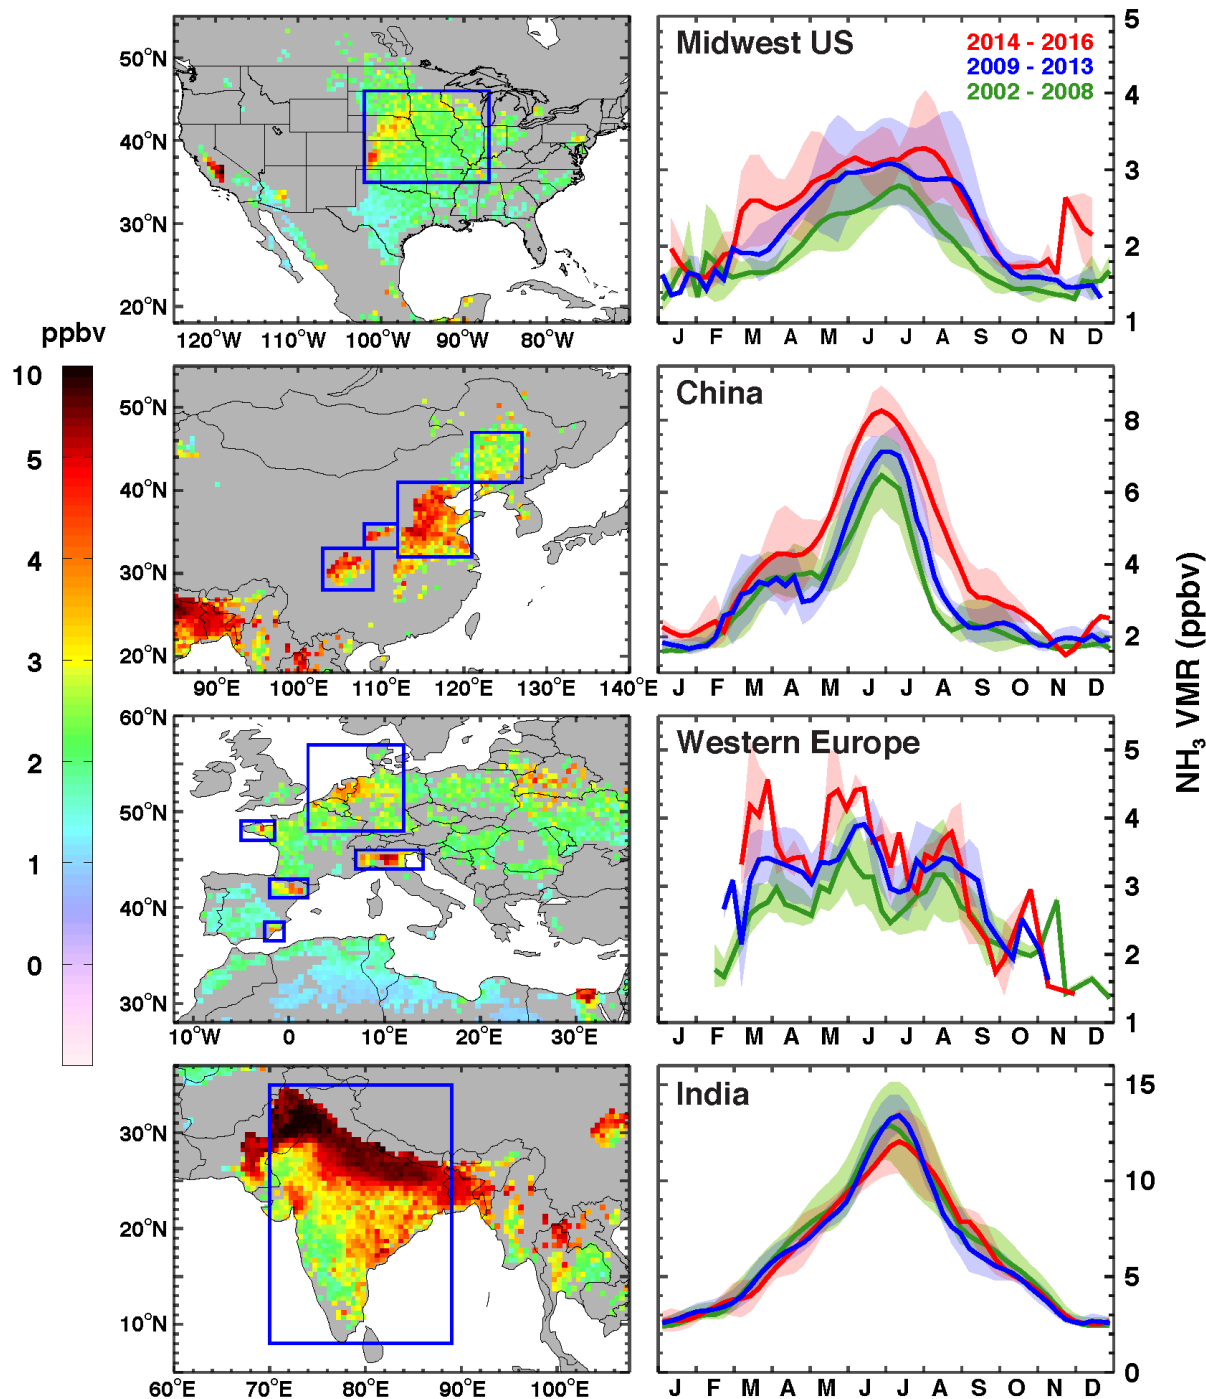 ppbv
10
5
4
3
2
1
0
50°N
40°N
30°N
20°N
120°W 110°W 100°W 90°W 80°W
Midwest US
2014 - 2016
2009 - 2013
2002 - 2008
5
4
3
2
1
J F M A M J J A S O N D
50°N
40°N
30°N
20°N
90°E 100°E 110°E 120°E 130°E 140°E
China
8
6
4
2
J F M A M J J A S O N D
NH₃ VMR (ppbv)
60°N
50°N
40°N
30°N
10°W 0 10°E 20°E 30°E
Western Europe
5
4
3
2
1
J F M A M J J A S O N D
30°N
20°N
10°N
60°E 70°E 80°E 90°E 100°E
India
15
10
5
0
J F M A M J J A S O N D